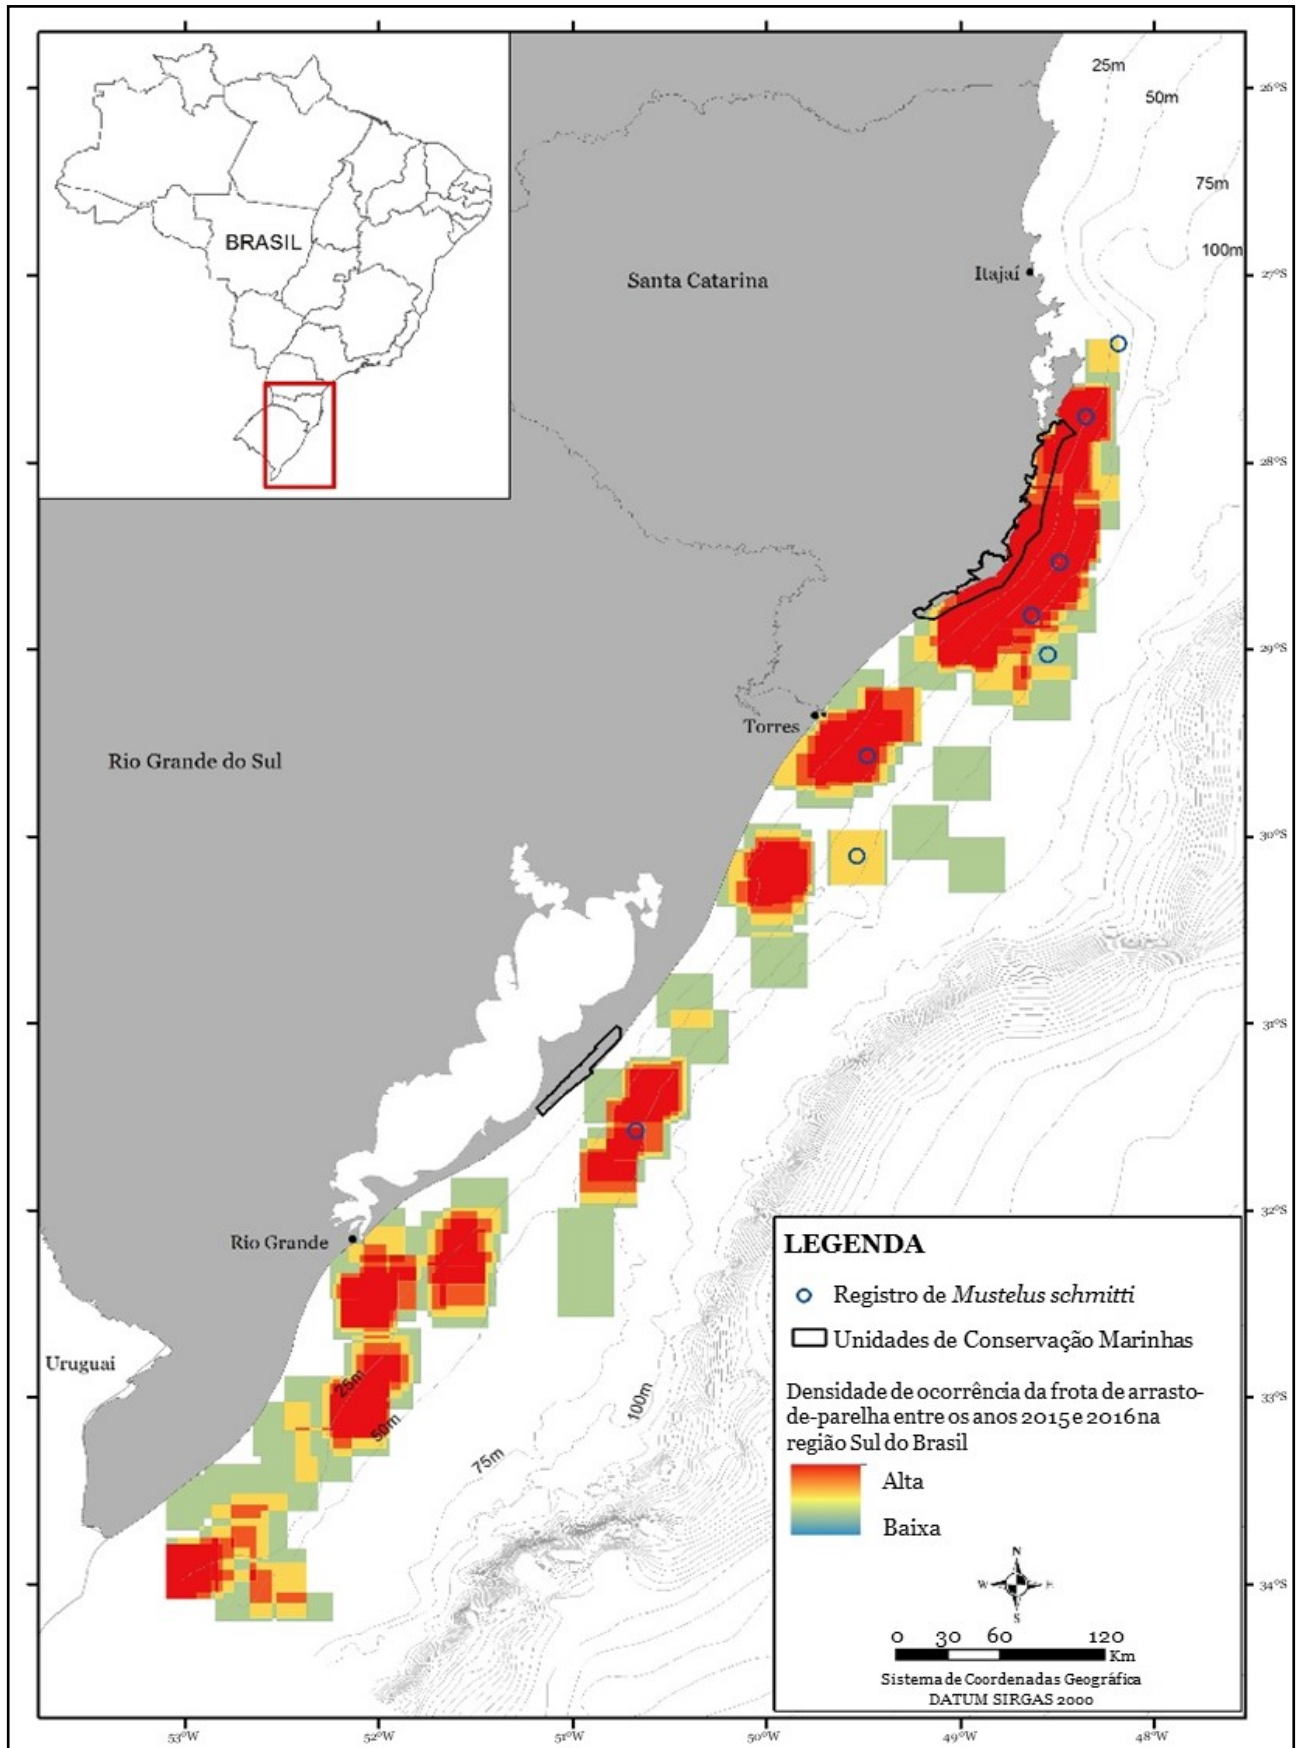 BRASIL
25m
50m
75m
100m
26°S
27°S
28°S
29°S
30°S
31°S
32°S
33°S
34°S
Itajaí
Santa Catarina
Torres
Rio Grande do Sul
Rio Grande
Uruguai
25m
50m
75m
100m
LEGENDA
Registro de Mustelus schmitti
Unidades de Conservação Marinhas
Densidade de ocorrência da frota de arrasto-
de-parelha entre os anos 2015 e 2016 na
região Sul do Brasil
Alta
Baixa
N
W E
S
0 30 60 120
Km
Sistema de Coordenadas Geográfica
DATUM SIRGAS 2000
53°W 52°W 51°W 50°W 49°W 48°W